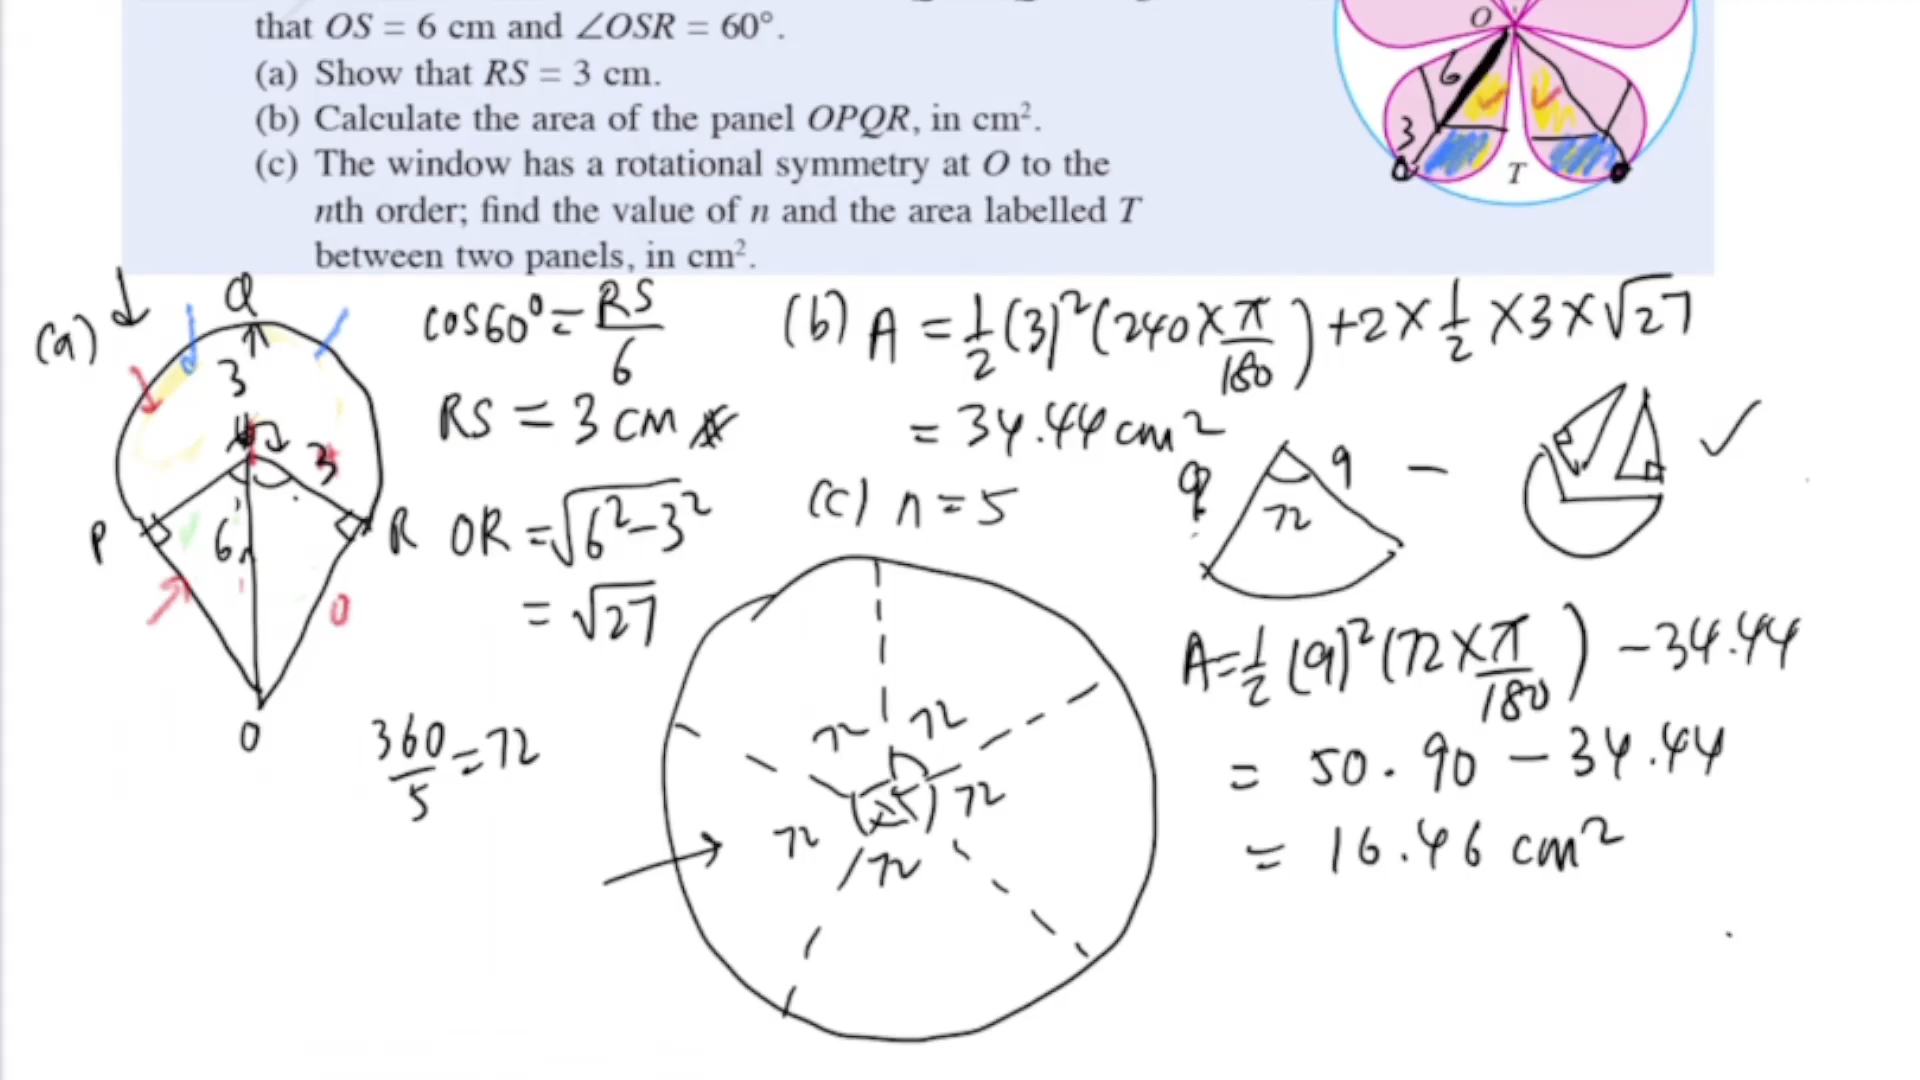 that OS = 6 cm and ∠OSR = 60°.
(a) Show that RS = 3 cm.
(b) Calculate the area of the panel OPQR, in cm².
(c) The window has a rotational symmetry at O to the
nth order; find the value of n and the area labelled T
between two panels, in cm².
O
6
3
Q
T
(a)
Q
3
3
P
R
6
O
cos60° = RS/6
RS = 3 cm
OR = √6²-3²
= √27
360/5 = 72
(b) A = 1/2 (3)² (240 × π/180) + 2 × 1/2 × 3 × √27
= 34.44 cm²
(c) n = 5
9
72
−
✓
72
72
72
72
72
(×5)
A = 1/2 (9)² (72 × π/180) − 34.44
= 50.90 − 34.44
= 16.46 cm²